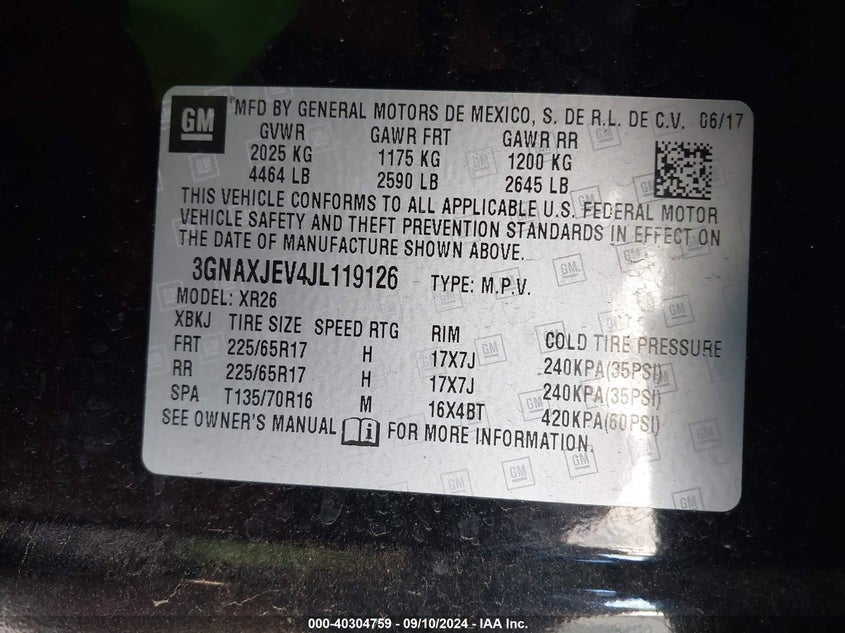 GM
MFD BY GENERAL MOTORS DE MEXICO, S. DE R.L. DE C.V. 06/17
GVWR GAWR FRT GAWR RR
2025 KG 1175 KG 1200 KG
4464 LB 2590 LB 2645 LB
THIS VEHICLE CONFORMS TO ALL APPLICABLE U.S. FEDERAL MOTOR
VEHICLE SAFETY AND THEFT PREVENTION STANDARDS IN EFFECT ON
THE DATE OF MANUFACTURE SHOWN ABOVE.
3GNAXJEV4JL119126 TYPE: M.P.V.
MODEL: XR26
XBKJ TIRE SIZE SPEED RTG RIM COLD TIRE PRESSURE
FRT 225/65R17 H 17X7J 240KPA(35PSI)
RR 225/65R17 H 17X7J 240KPA(35PSI)
SPA T135/70R16 M 16X4BT 420KPA(60PSI)
SEE OWNER'S MANUAL i FOR MORE INFORMATION.
000-40304759 - 09/10/2024 - IAA Inc.